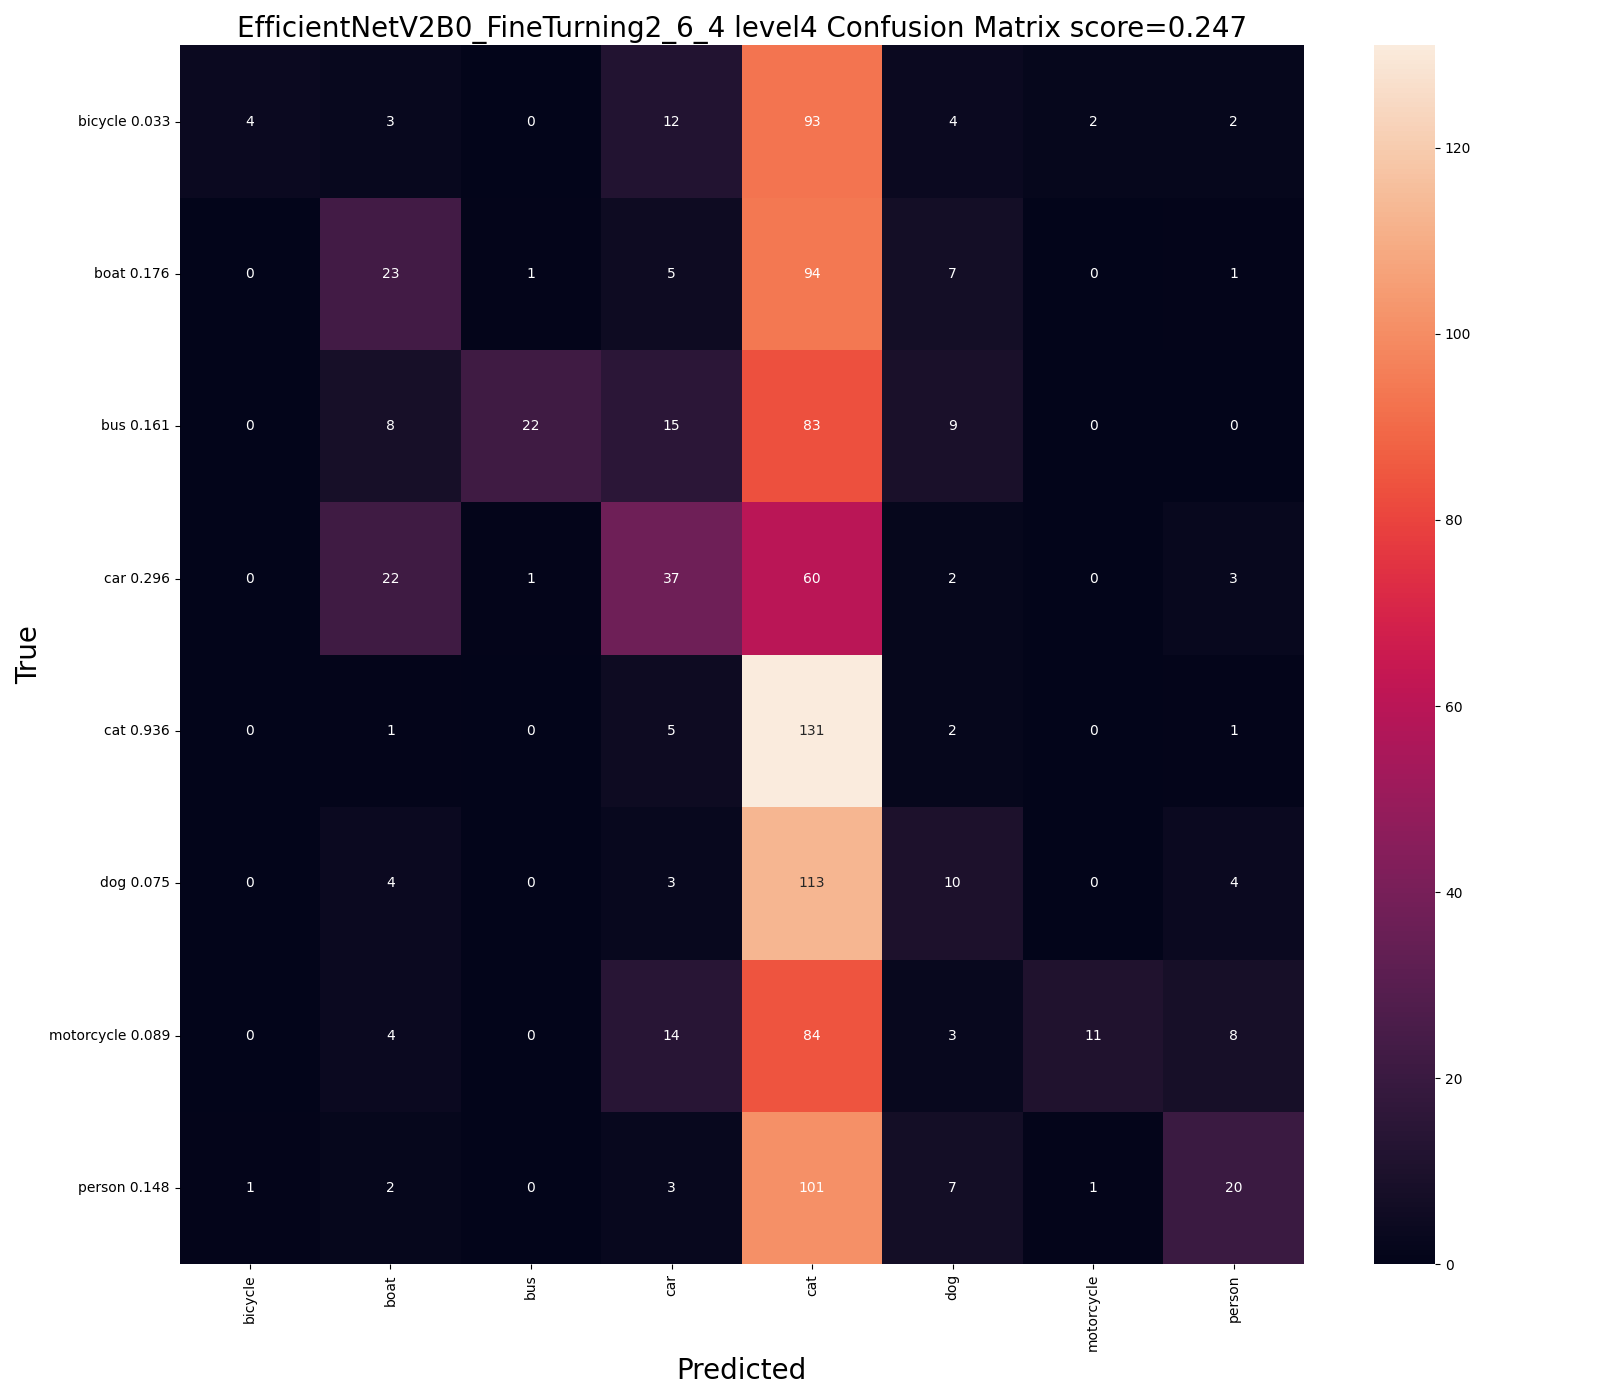 EfficientNetV2B0_FineTurning2_6_4 level4 Confusion Matrix score=0.247
bicycle 0.033 4 3 0 12 93 4 2 2
boat 0.176 0 23 1 5 94 7 0 1
bus 0.161 0 8 22 15 83 9 0 0
car 0.296 0 22 1 37 60 2 0 3
cat 0.936 0 1 0 5 131 2 0 1
dog 0.075 0 4 0 3 113 10 0 4
motorcycle 0.089 0 4 0 14 84 3 11 8
person 0.148 1 2 0 3 101 7 1 20
bicycle boat bus car cat dog motorcycle person
Predicted
True
120
100
80
60
40
20
0